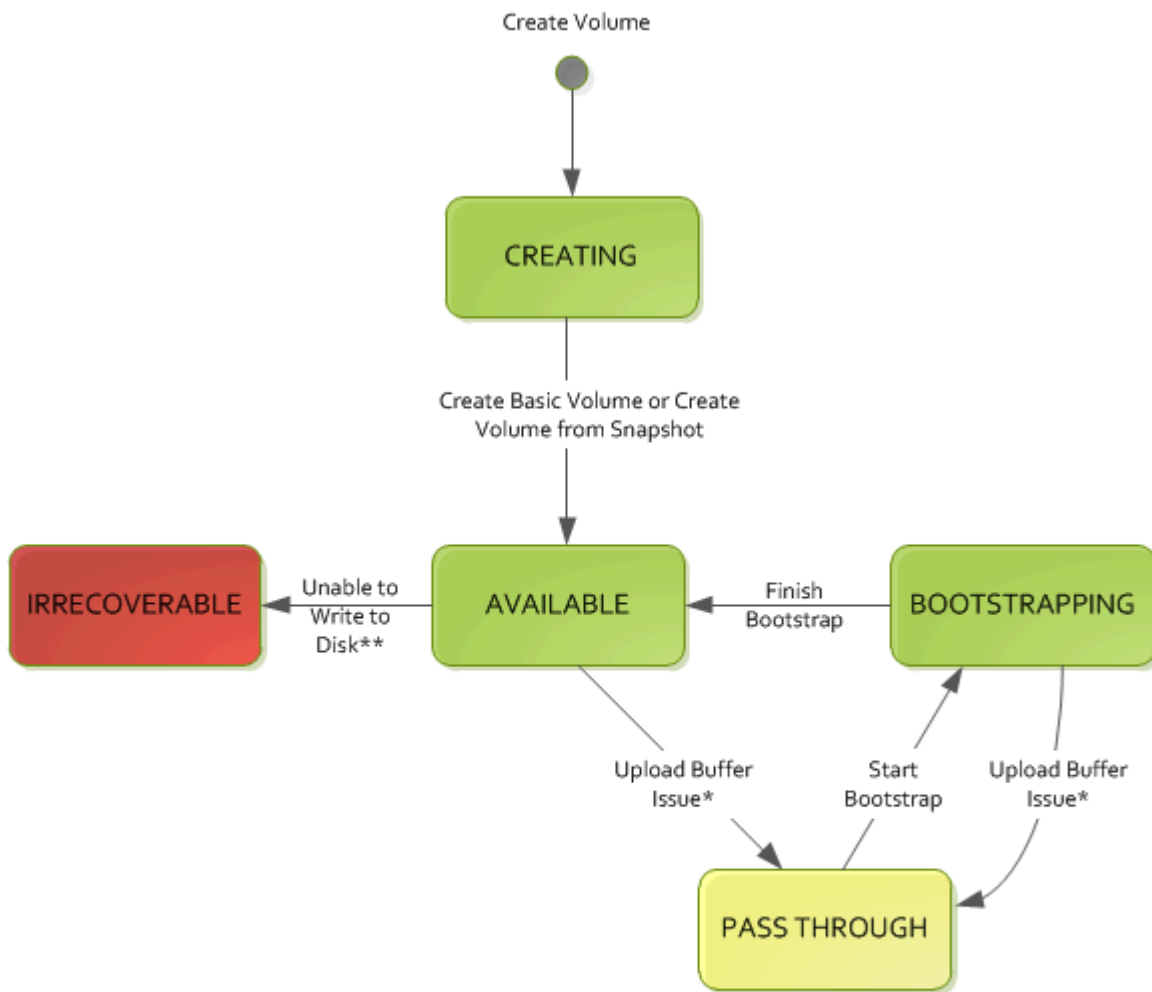 Create Volume
CREATING
Create Basic Volume or Create
Volume from Snapshot
IRRECOVERABLE
Unable to
Write to
Disk**
AVAILABLE
Finish
Bootstrap
BOOTSTRAPPING
Upload Buffer
Issue*
Start
Bootstrap
Upload Buffer
Issue*
PASS THROUGH